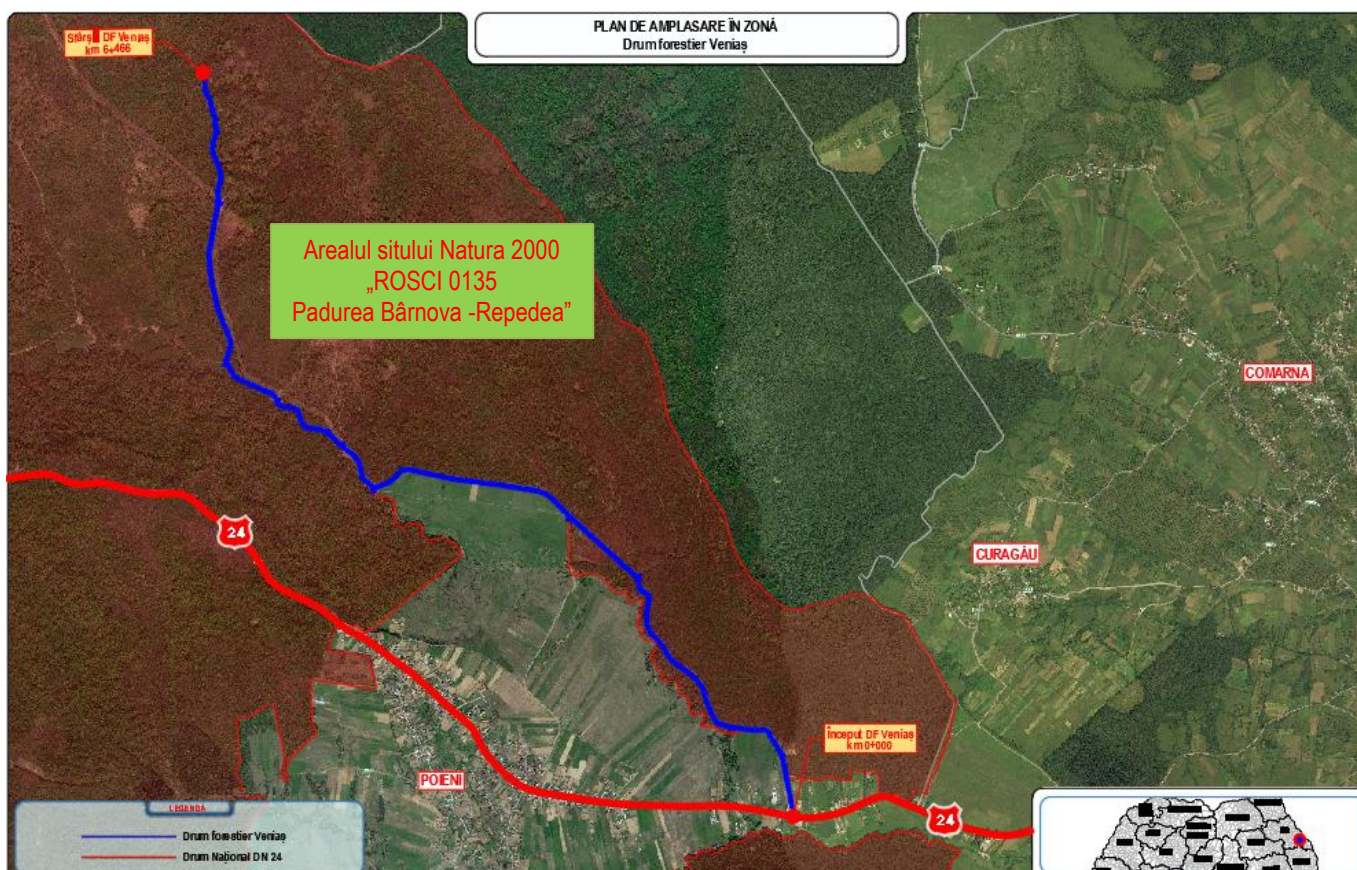 PLAN DE AMPLASARE ÎN ZONĂ
Drum forestier Veniaș
DF Veniaș
km 6+466
Arealul sitului Natura 2000
„ROSCI 0135
Padurea Bârnova -Repedea”
COMARNA
24
CURAGĂU
Început DF Veniaș
km 0+000
POIENI
24
LEGENDA
Drum forestier Veniaș
Drum Național DN 24